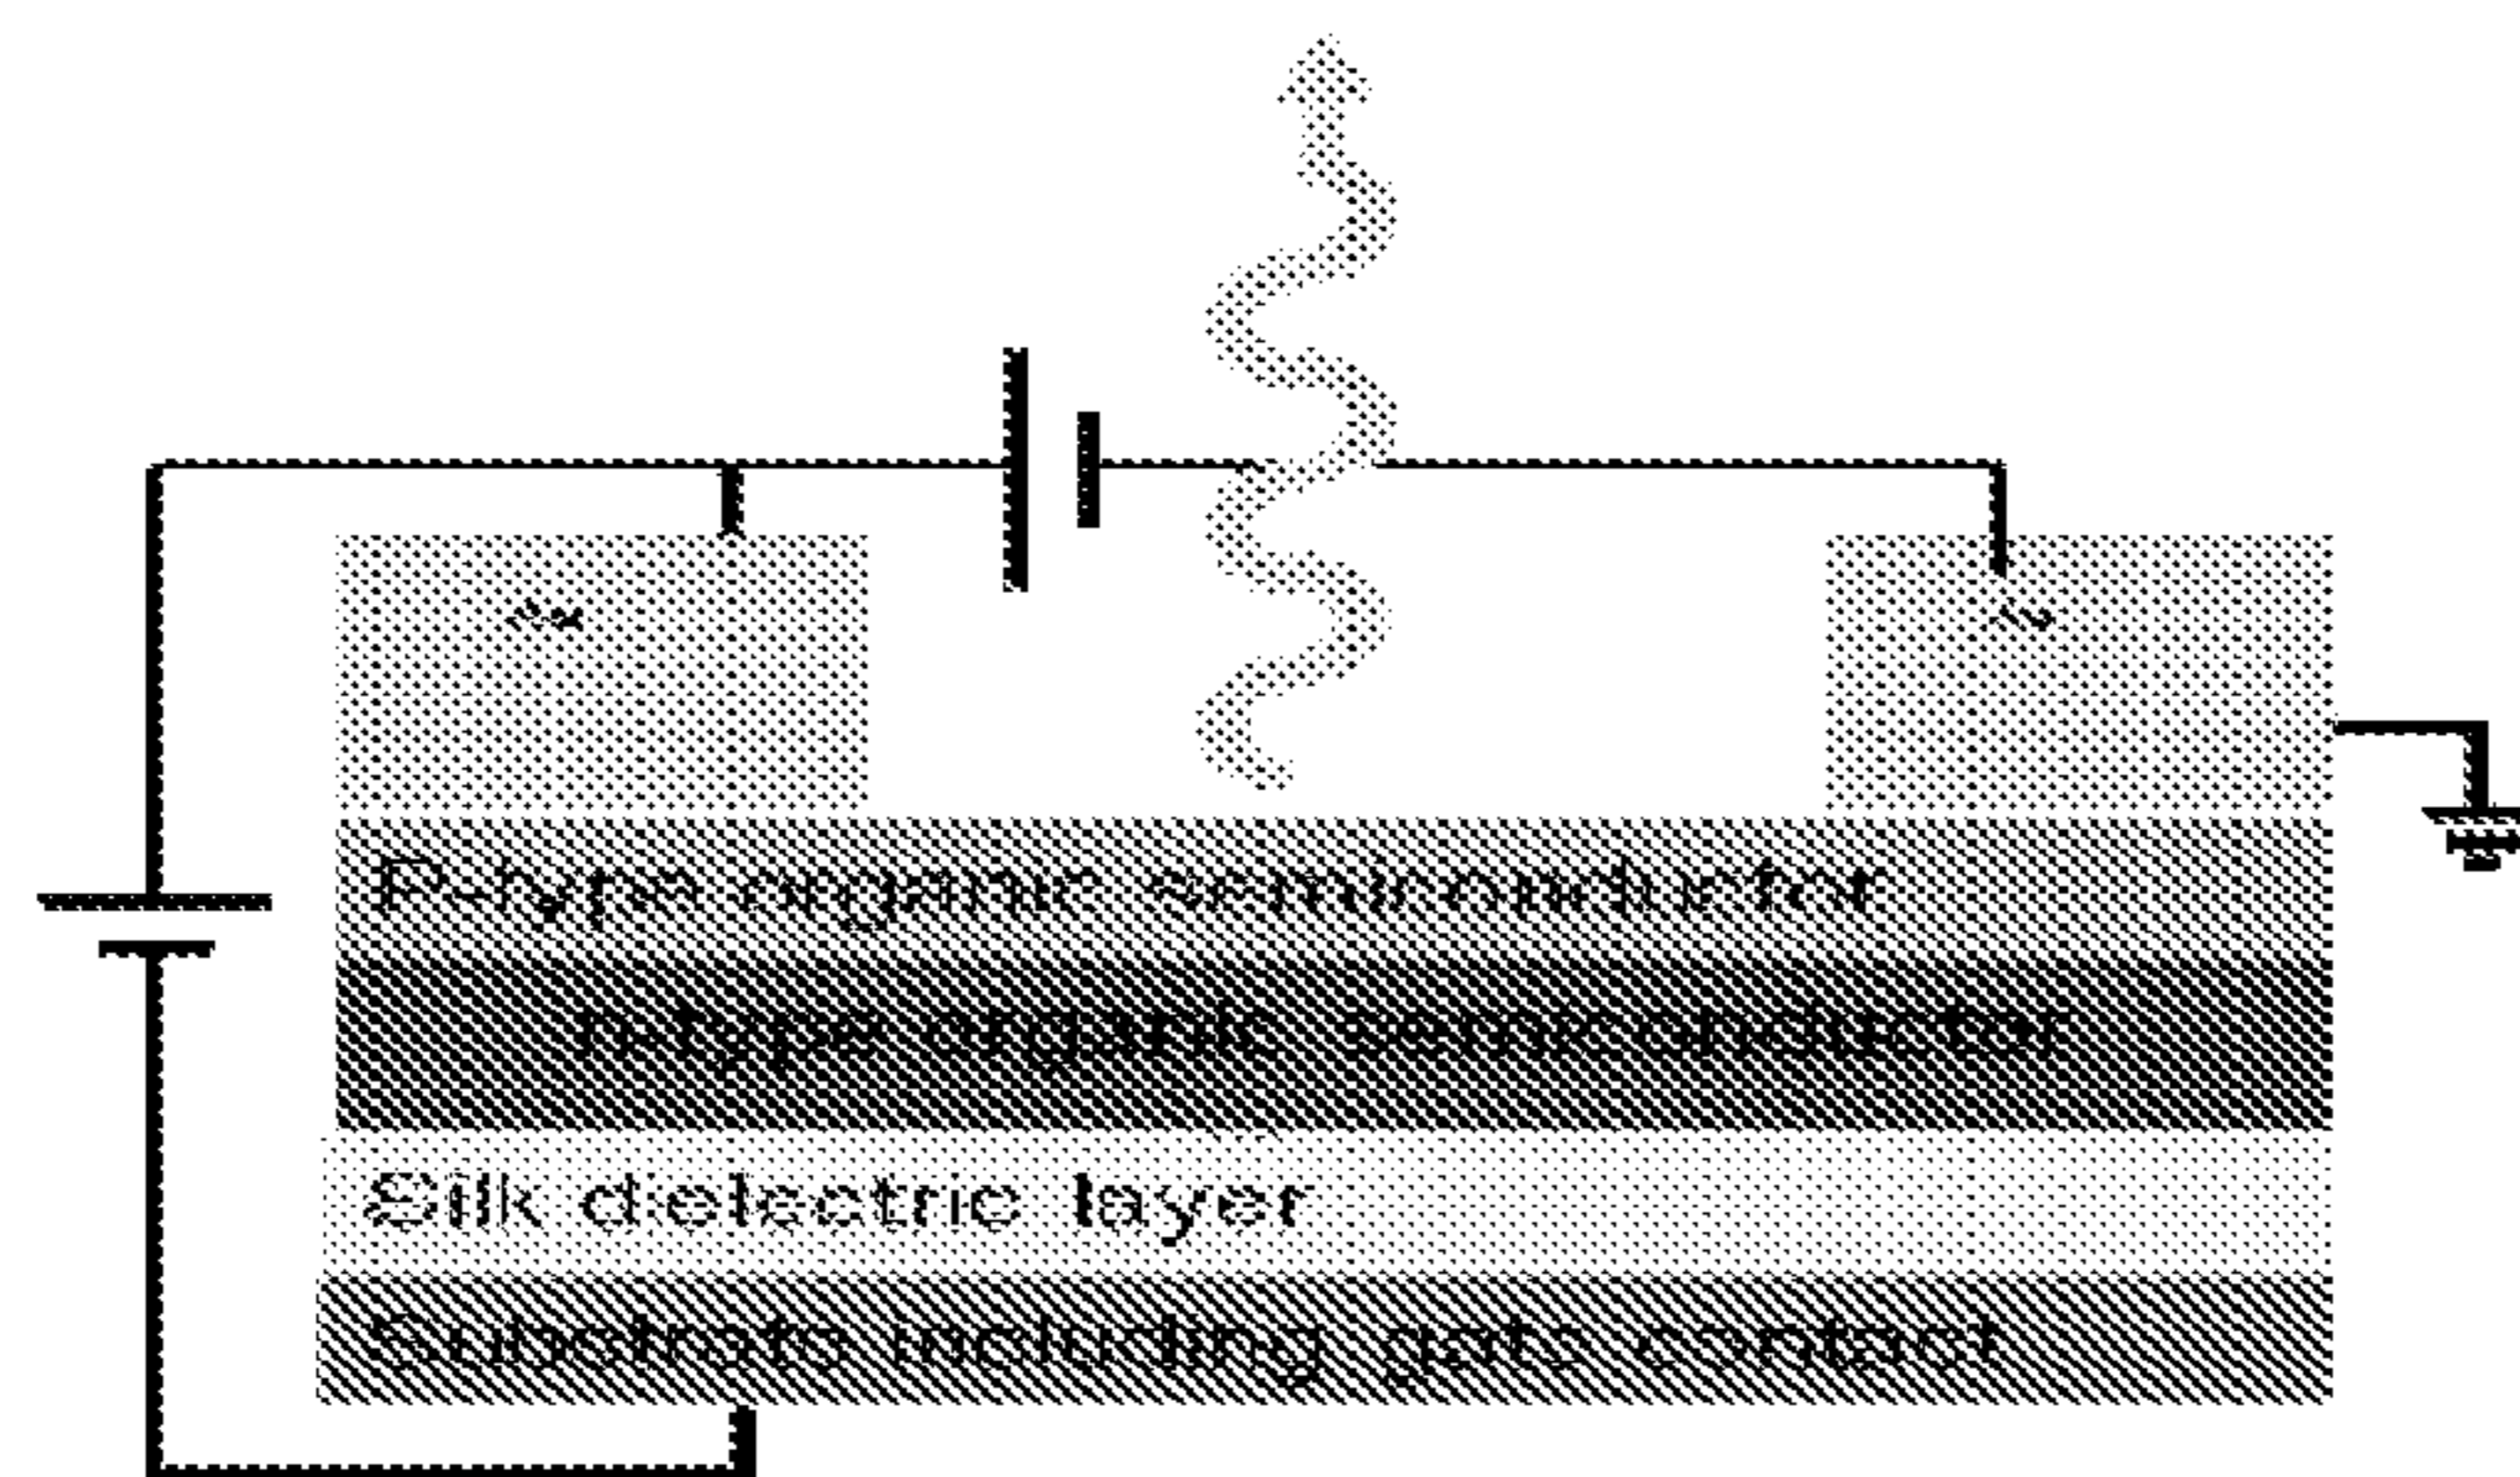 P-type organic semiconductor
n-type organic semiconductor
Silk dielectric layer
Substrate including gate contact